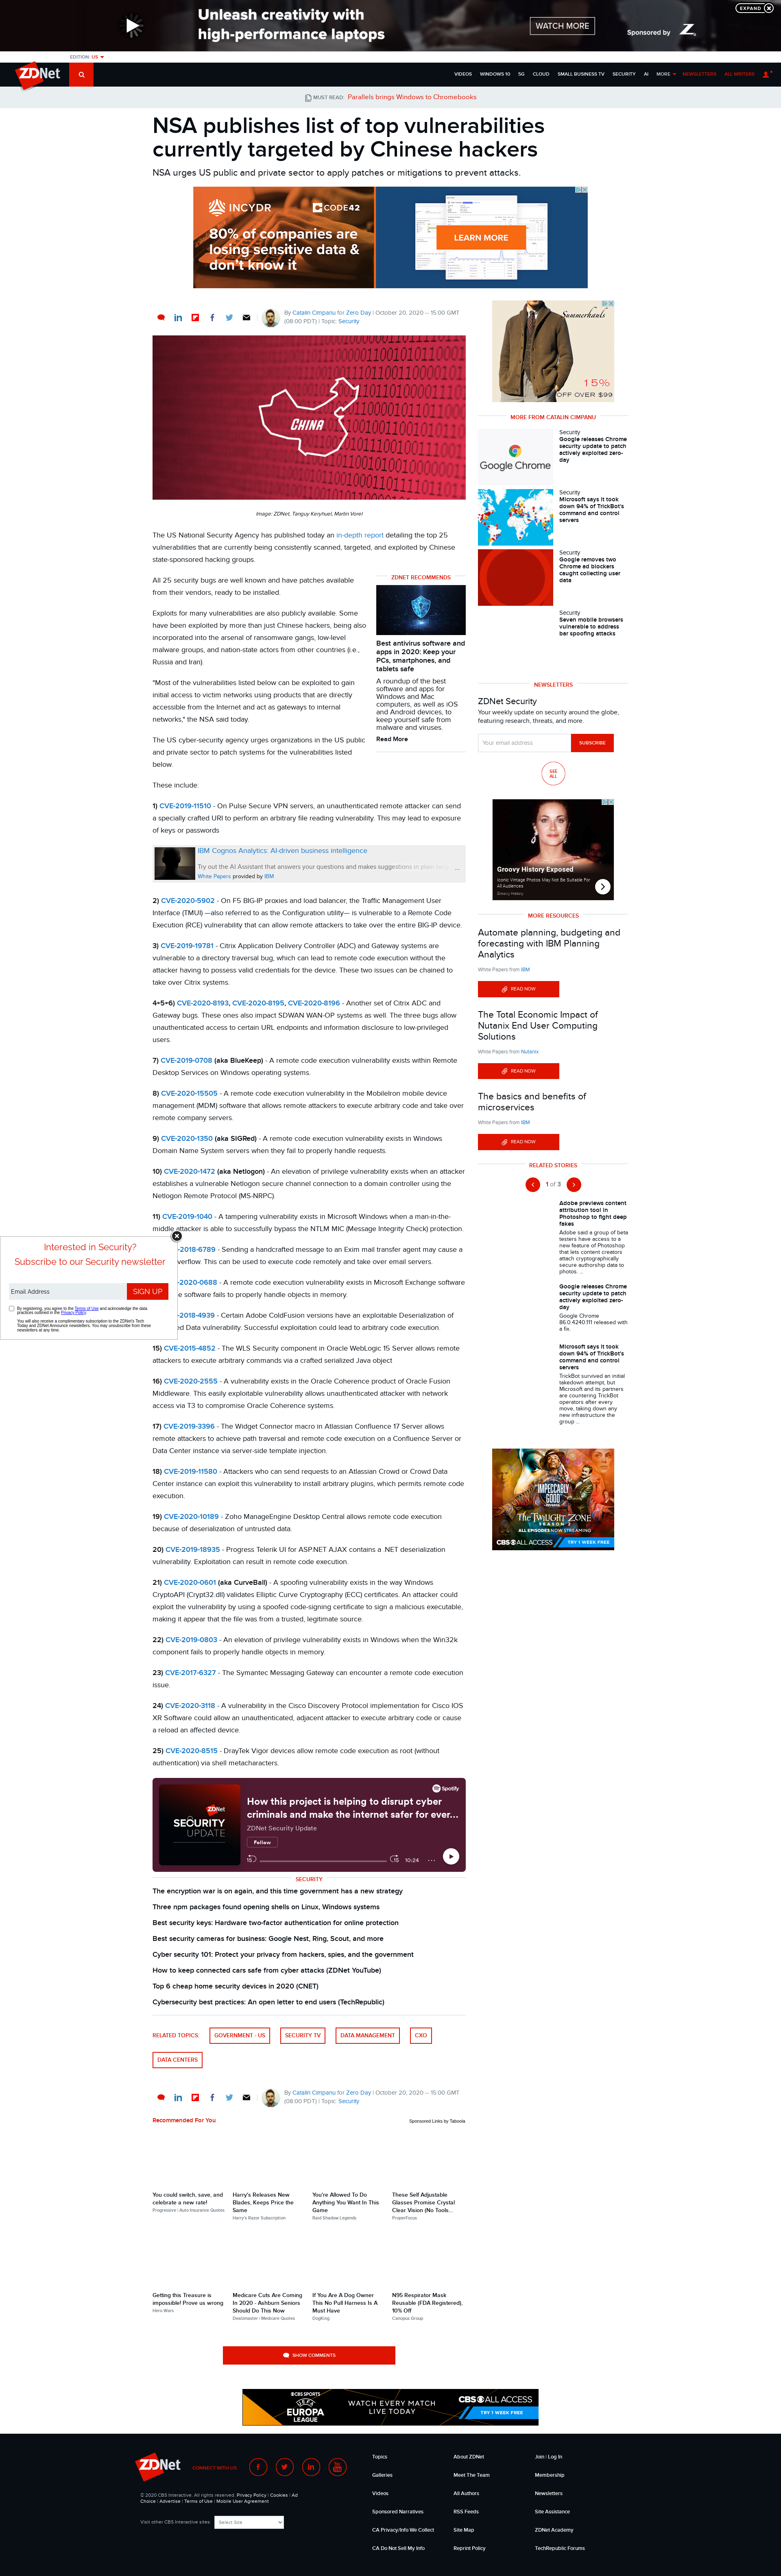 Unleash creativity with
high-performance laptops
WATCH MORE
Sponsored by
EXPAND
EDITION: US
ZDNet
VIDEOS
WINDOWS 10
5G
CLOUD
SMALL BUSINESS TV
SECURITY
AI
MORE
NEWSLETTERS
ALL WRITERS
MUST READ: Parallels brings Windows to Chromebooks
NSA publishes list of top vulnerabilities
currently targeted by Chinese hackers
NSA urges US public and private sector to apply patches or mitigations to prevent attacks.
INCYDR
CODE42
80% of companies are
losing sensitive data &
don't know it
LEARN MORE
By Catalin Cimpanu for Zero Day | October 20, 2020 -- 15:00 GMT
(08:00 PDT) | Topic: Security
CHINA
Image: ZDNet, Tanguy Keryhuel, Martin Vorel
The US National Security Agency has published today an in-depth report detailing the top 25
vulnerabilities that are currently being consistently scanned, targeted, and exploited by Chinese
state-sponsored hacking groups.
All 25 security bugs are well known and have patches available
from their vendors, ready to be installed.
Exploits for many vulnerabilities are also publicly available. Some
have been exploited by more than just Chinese hackers, being also
incorporated into the arsenal of ransomware gangs, low-level
malware groups, and nation-state actors from other countries (i.e.,
Russia and Iran).
"Most of the vulnerabilities listed below can be exploited to gain
initial access to victim networks using products that are directly
accessible from the Internet and act as gateways to internal
networks," the NSA said today.
The US cyber-security agency urges organizations in the US public
and private sector to patch systems for the vulnerabilities listed
below.
These include:
ZDNET RECOMMENDS
Best antivirus software and
apps in 2020: Keep your
PCs, smartphones, and
tablets safe
A roundup of the best
software and apps for
Windows and Mac
computers, as well as iOS
and Android devices, to
keep yourself safe from
malware and viruses.
Read More
1) CVE-2019-11510 - On Pulse Secure VPN servers, an unauthenticated remote attacker can send
a specially crafted URI to perform an arbitrary file reading vulnerability. This may lead to exposure
of keys or passwords
IBM Cognos Analytics: AI-driven business intelligence
Try out the AI Assistant that answers your questions and makes suggestions in plain
White Papers provided by IBM
2) CVE-2020-5902 - On F5 BIG-IP proxies and load balancer, the Traffic Management User
Interface (TMUI) —also referred to as the Configuration utility— is vulnerable to a Remote Code
Execution (RCE) vulnerability that can allow remote attackers to take over the entire BIG-IP device.
3) CVE-2019-19781 - Citrix Application Delivery Controller (ADC) and Gateway systems are
vulnerable to a directory traversal bug, which can lead to remote code execution without the
attacker having to possess valid credentials for the device. These two issues can be chained to
take over Citrix systems.
4+5+6) CVE-2020-8193, CVE-2020-8195, CVE-2020-8196 - Another set of Citrix ADC and
Gateway bugs. These ones also impact SDWAN WAN-OP systems as well. The three bugs allow
unauthenticated access to certain URL endpoints and information disclosure to low-privileged
users.
7) CVE-2019-0708 (aka BlueKeep) - A remote code execution vulnerability exists within Remote
Desktop Services on Windows operating systems.
8) CVE-2020-15505 - A remote code execution vulnerability in the MobileIron mobile device
management (MDM) software that allows remote attackers to execute arbitrary code and take over
remote company servers.
9) CVE-2020-1350 (aka SIGRed) - A remote code execution vulnerability exists in Windows
Domain Name System servers when they fail to properly handle requests.
10) CVE-2020-1472 (aka Netlogon) - An elevation of privilege vulnerability exists when an attacker
establishes a vulnerable Netlogon secure channel connection to a domain controller using the
Netlogon Remote Protocol (MS-NRPC).
11) CVE-2019-1040 - A tampering vulnerability exists in Microsoft Windows when a man-in-the-
middle attacker is able to successfully bypass the NTLM MIC (Message Integrity Check) protection.
-2018-6789 - Sending a handcrafted message to an Exim mail transfer agent may cause a
verflow. This can be used to execute code remotely and take over email servers.
-2020-0688 - A remote code execution vulnerability exists in Microsoft Exchange software
e software fails to properly handle objects in memory.
-2018-4939 - Certain Adobe ColdFusion versions have an exploitable Deserialization of
d Data vulnerability. Successful exploitation could lead to arbitrary code execution.
15) CVE-2015-4852 - The WLS Security component in Oracle WebLogic 15 Server allows remote
attackers to execute arbitrary commands via a crafted serialized Java object
16) CVE-2020-2555 - A vulnerability exists in the Oracle Coherence product of Oracle Fusion
Middleware. This easily exploitable vulnerability allows unauthenticated attacker with network
access via T3 to compromise Oracle Coherence systems.
17) CVE-2019-3396 - The Widget Connector macro in Atlassian Confluence 17 Server allows
remote attackers to achieve path traversal and remote code execution on a Confluence Server or
Data Center instance via server-side template injection.
18) CVE-2019-11580 - Attackers who can send requests to an Atlassian Crowd or Crowd Data
Center instance can exploit this vulnerability to install arbitrary plugins, which permits remote code
execution.
19) CVE-2020-10189 - Zoho ManageEngine Desktop Central allows remote code execution
because of deserialization of untrusted data.
20) CVE-2019-18935 - Progress Telerik UI for ASP.NET AJAX contains a .NET deserialization
vulnerability. Exploitation can result in remote code execution.
21) CVE-2020-0601 (aka CurveBall) - A spoofing vulnerability exists in the way Windows
CryptoAPI (Crypt32.dll) validates Elliptic Curve Cryptography (ECC) certificates. An attacker could
exploit the vulnerability by using a spoofed code-signing certificate to sign a malicious executable,
making it appear that the file was from a trusted, legitimate source.
22) CVE-2019-0803 - An elevation of privilege vulnerability exists in Windows when the Win32k
component fails to properly handle objects in memory.
23) CVE-2017-6327 - The Symantec Messaging Gateway can encounter a remote code execution
issue.
24) CVE-2020-3118 - A vulnerability in the Cisco Discovery Protocol implementation for Cisco IOS
XR Software could allow an unauthenticated, adjacent attacker to execute arbitrary code or cause
a reload an affected device.
25) CVE-2020-8515 - DrayTek Vigor devices allow remote code execution as root (without
authentication) via shell metacharacters.
Interested in Security?
Subscribe to our Security newsletter
Email Address
SIGN UP
By registering, you agree to the Terms of Use and acknowledge the data
practices outlined in the Privacy Policy.
You will also receive a complimentary subscription to the ZDNet's Tech
Today and ZDNet Announcement newsletters. You may unsubscribe from these
newsletters at any time.
ZDNet
SECURITY
UPDATE
Spotify
How this project is helping to disrupt cyber
criminals and make the internet safer for ever...
ZDNet Security Update
Follow
15
15
10:24
SECURITY
The encryption war is on again, and this time government has a new strategy
Three npm packages found opening shells on Linux, Windows systems
Best security keys: Hardware two-factor authentication for online protection
Best security cameras for business: Google Nest, Ring, Scout, and more
Cyber security 101: Protect your privacy from hackers, spies, and the government
How to keep connected cars safe from cyber attacks (ZDNet YouTube)
Top 6 cheap home security devices in 2020 (CNET)
Cybersecurity best practices: An open letter to end users (TechRepublic)
RELATED TOPICS:
GOVERNMENT - US
SECURITY TV
DATA MANAGEMENT
CXO
DATA CENTERS
By Catalin Cimpanu for Zero Day | October 20, 2020 -- 15:00 GMT
(08:00 PDT) | Topic: Security
Recommended For You
Sponsored Links by Taboola
You could switch, save, and
celebrate a new rate!
Progressive | Auto Insurance Quotes
Harry's Releases New
Blades, Keeps Price the
Same
Harry's Razor Subscription
You're Allowed To Do
Anything You Want In This
Game
Raid Shadow Legends
These Self Adjustable
Glasses Promise Crystal
Clear Vision (No Tools...
ProperFocus
Getting this Treasure is
impossible! Prove us wrong
Hero Wars
Medicare Cuts Are Coming
In 2020 - Ashburn Seniors
Should Do This Now
Dealsmaster | Medicare Quotes
If You Are A Dog Owner
This No Pull Harness Is A
Must Have
DogKing
N95 Respirator Mask
Reusable (FDA Registered),
10% Off
Canopus Group
SHOW COMMENTS
Summerhauls
15%
OFF OVER $99
MORE FROM CATALIN CIMPANU
Google Chrome
Security
Google releases Chrome
security update to patch
actively exploited zero-
day
Security
Microsoft says it took
down 94% of TrickBot's
command and control
servers
Security
Google removes two
Chrome ad blockers
caught collecting user
data
Security
Seven mobile browsers
vulnerable to address
bar spoofing attacks
NEWSLETTERS
ZDNet Security
Your weekly update on security around the globe,
featuring research, threats, and more.
Your email address
SUBSCRIBE
SEE
ALL
Groovy History Exposed
Iconic Vintage Photos May Not Be Suitable For
All Audiences
Groovy History
MORE RESOURCES
Automate planning, budgeting and
forecasting with IBM Planning
Analytics
White Papers from IBM
READ NOW
The Total Economic Impact of
Nutanix End User Computing
Solutions
White Papers from Nutanix
READ NOW
The basics and benefits of
microservices
White Papers from IBM
READ NOW
RELATED STORIES
1 of 3
Adobe previews content
attribution tool in
Photoshop to fight deep
fakes
Adobe said a group of beta
testers have access to a
new feature of Photoshop
that lets content creators
attach cryptographically
secure attribution data to
photos. ...
Google releases Chrome
security update to patch
actively exploited zero-
day
Google Chrome
86.0.4240.111 released with
a fix.
Microsoft says it took
down 94% of TrickBot's
command and control
servers
TrickBot survived an initial
takedown attempt, but
Microsoft and its partners
are countering TrickBot
operators after every
move, taking down any
new infrastructure the
group ...
IMPECCABLY
GOOD
THE TWILIGHT ZONE
SEASON 2
ALL EPISODES NOW STREAMING
CBS ALL ACCESS
TRY 1 WEEK FREE
CBS SPORTS
EUROPA
LEAGUE
WATCH EVERY MATCH
LIVE TODAY
CBS ALL ACCESS
TRY 1 WEEK FREE
ZDNet
CONNECT WITH US
© 2020 CBS Interactive. All rights reserved. Privacy Policy | Cookies | Ad
Choice | Advertise | Terms of Use | Mobile User Agreement
Visit other CBS Interactive sites:
Select Site
Topics
Galleries
Videos
Sponsored Narratives
CA Privacy/Info We Collect
CA Do Not Sell My Info
About ZDNet
Meet The Team
All Authors
RSS Feeds
Site Map
Reprint Policy
Join | Log In
Membership
Newsletters
Site Assistance
ZDNet Academy
TechRepublic Forums